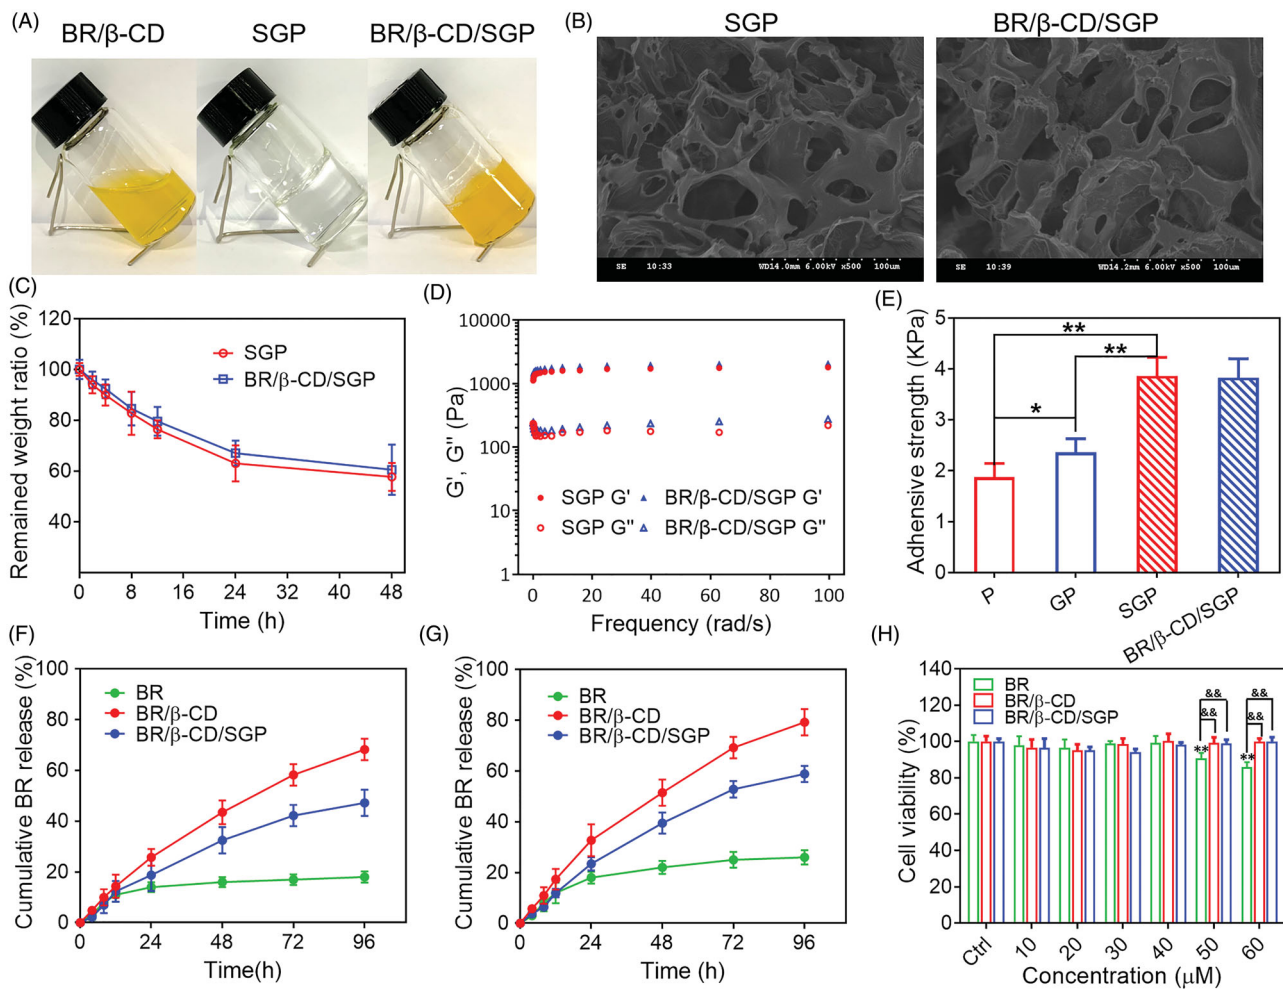 (A)
BR/β-CD
SGP
BR/β-CD/SGP
(B)
SGP
BR/β-CD/SGP
SE 10:33 WD14.0mm 6.00kV x500 100um
SE 10:39 WD14.2mm 6.00kV x500 100um
(C)
Remained weight ratio (%)
120
100
80
60
40
SGP
BR/β-CD/SGP
0 8 16 24 32 40 48
Time (h)
(D)
G', G'' (Pa)
10000
1000
100
10
1
SGP G'
BR/β-CD/SGP G'
SGP G''
BR/β-CD/SGP G''
0 20 40 60 80 100
Frequency (rad/s)
(E)
Adhensive strength (KPa)
5
4
3
2
1
0
**
**
*
P
GP
SGP
BR/β-CD/SGP
(F)
Cumulative BR release (%)
100
80
60
40
20
0
BR
BR/β-CD
BR/β-CD/SGP
0 24 48 72 96
Time(h)
(G)
Cumulative BR release (%)
100
80
60
40
20
0
BR
BR/β-CD
BR/β-CD/SGP
0 24 48 72 96
Time (h)
(H)
Cell viability (%)
140
120
100
80
60
40
20
0
BR
BR/β-CD
BR/β-CD/SGP
&&
&&
**
&&
&&
**
Ctrl 10 20 30 40 50 60
Concentration (μM)